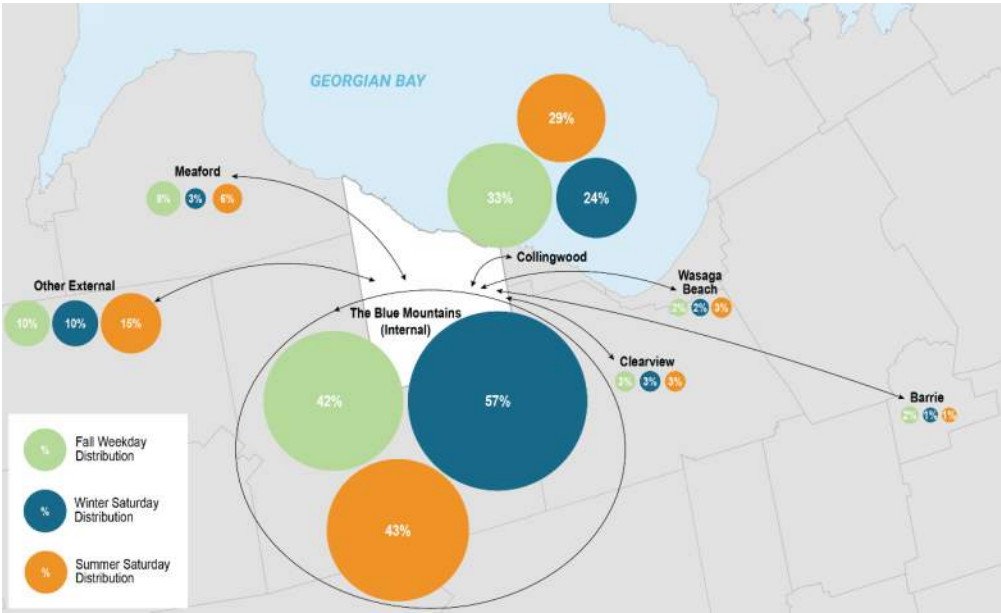 GEORGIAN BAY
29%
33%
24%
Meaford
8%
3%
6%
Collingwood
Wasaga
Beach
2%
2%
3%
Other External
10%
10%
15%
The Blue Mountains
(Internal)
42%
57%
43%
Clearview
3%
3%
3%
Barrie
2%
1%
1%
%
Fall Weekday
Distribution
%
Winter Saturday
Distribution
%
Summer Saturday
Distribution